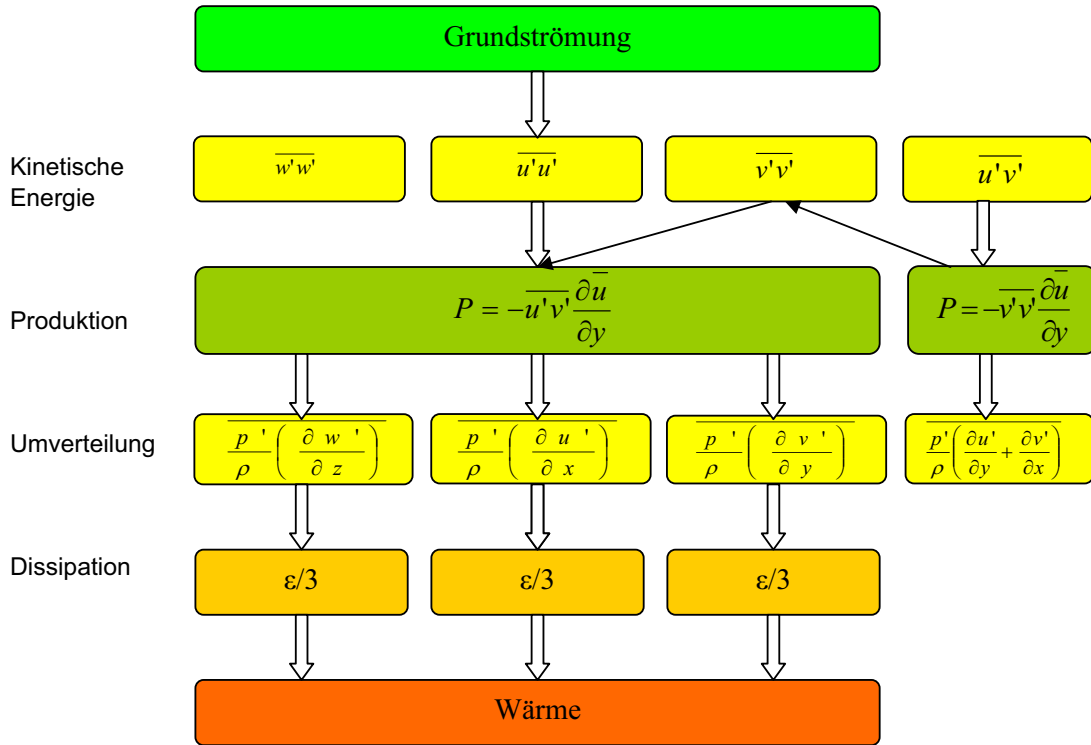 Grundströmung
Kinetische
Energie
$\overline{w'w'}$ $\overline{u'u'}$ $\overline{v'v'}$ $\overline{u'v'}$
Produktion
$P = -\overline{u'v'}\frac{\partial \bar{u}}{\partial y}$ $P = -\overline{v'v'}\frac{\partial \bar{u}}{\partial y}$
Umverteilung
$\overline{\frac{p'}{\rho}\left(\frac{\partial w'}{\partial z}\right)}$ $\overline{\frac{p'}{\rho}\left(\frac{\partial u'}{\partial x}\right)}$ $\overline{\frac{p'}{\rho}\left(\frac{\partial v'}{\partial y}\right)}$ $\overline{\frac{p'}{\rho}\left(\frac{\partial u'}{\partial y}+\frac{\partial v'}{\partial x}\right)}$
Dissipation
ε/3 ε/3 ε/3
Wärme